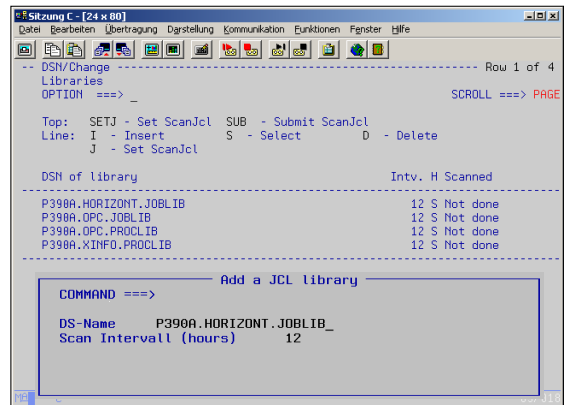 Sitzung C - [24 x 80]
Datei Bearbeiten Übertragung Darstellung Kommunikation Funktionen Fenster Hilfe
-- DSN/Change ------------------------------------------------ Row 1 of 4
Libraries
OPTION ===> _ SCROLL ===> PAGE
Top: SETJ - Set ScanJcl SUB - Submit ScanJcl
Line: I - Insert S - Select D - Delete
J - Set ScanJcl
DSN of library Intv. H Scanned
P390A.HORIZONT.JOBLIB 12 S Not done
P390A.OPC.JOBLIB 12 S Not done
P390A.OPC.PROCLIB 12 S Not done
P390A.XINFO.PROCLIB 12 S Not done
Add a JCL library
COMMAND ===>
DS-Name P390A.HORIZONT.JOBLIB_
Scan Intervall (hours) 12